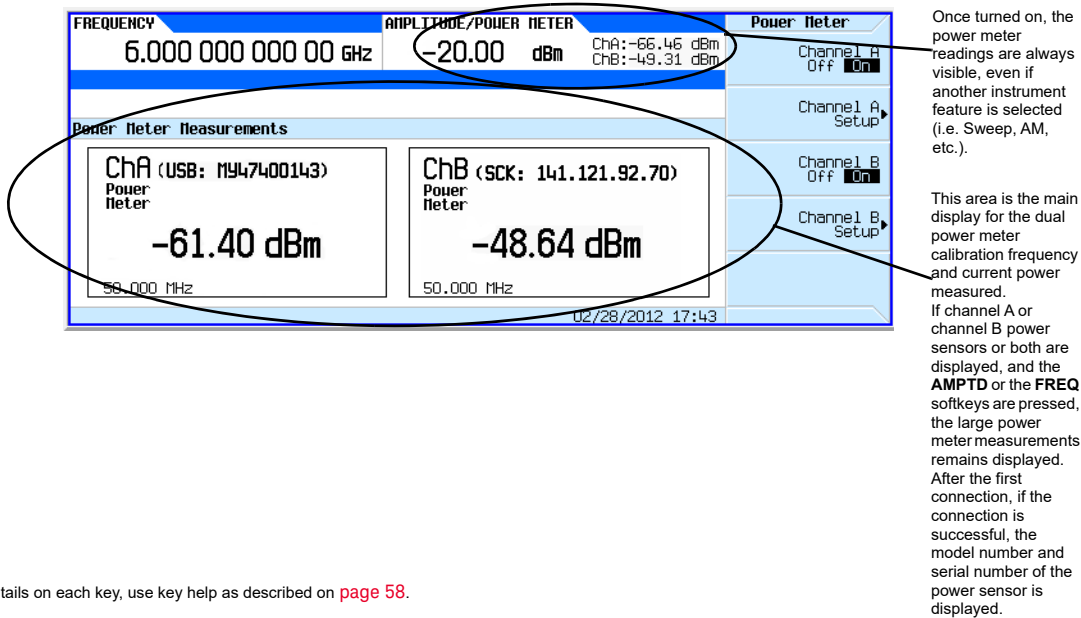 FREQUENCY
6.000 000 000 00 GHz
AMPLITUDE/POWER METER
-20.00 dBm
ChA:-66.46 dBm
ChB:-49.31 dBm
Power Meter
Channel A
Off On
Channel A
Setup
Channel B
Off On
Channel B
Setup
Power Meter Measurements
ChA (USB: MY47400143)
Power
Meter
-61.40 dBm
50.000 MHz
ChB (SCK: 141.121.92.70)
Power
Meter
-48.64 dBm
50.000 MHz
02/28/2012 17:43
Once turned on, the
power meter
readings are always
visible, even if
another instrument
feature is selected
(i.e. Sweep, AM,
etc.).
This area is the main
display for the dual
power meter
calibration frequency
and current power
measured.
If channel A or
channel B power
sensors or both are
displayed, and the
AMPTD or the FREQ
softkeys are pressed,
the large power
meter measurements
remains displayed.
After the first
connection, if the
connection is
successful, the
model number and
serial number of the
power sensor is
displayed.
tails on each key, use key help as described on page 58.